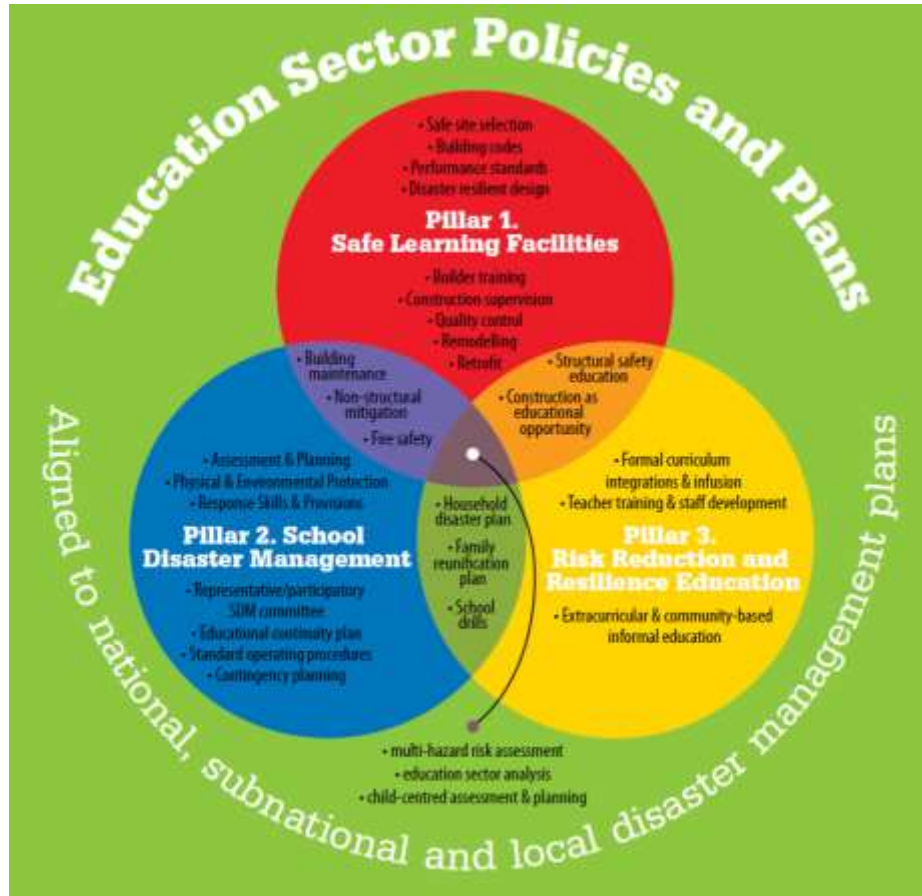 Education Sector Policies and Plans
• Safe site selection
• Building codes
• Performance standards
• Disaster resilient design
Pillar 1.
Safe Learning Facilities
• Builder training
• Construction supervision
• Quality control
• Remodelling
• Retrofit
• Building
maintenance
• Non-structural
mitigation
• Fire safety
• Structural safety
education
• Construction as
educational
opportunity
• Assessment & Planning
• Physical & Environmental Protection
• Response Skills & Provisions
Pillar 2. School
Disaster Management
• Representative/participatory
SDM committee
• Educational continuity plan
• Standard operating procedures
• Contingency planning
• Household
disaster plan
• Family
reunification
plan
• School
drills
• Formal curriculum
integrations & infusion
• Teacher training & staff development
Pillar 3.
Risk Reduction and
Resilience Education
• Extracurricular & community-based
informal education
• multi-hazard risk assessment
• education sector analysis
• child-centred assessment & planning
Aligned to national, subnational and local disaster management plans